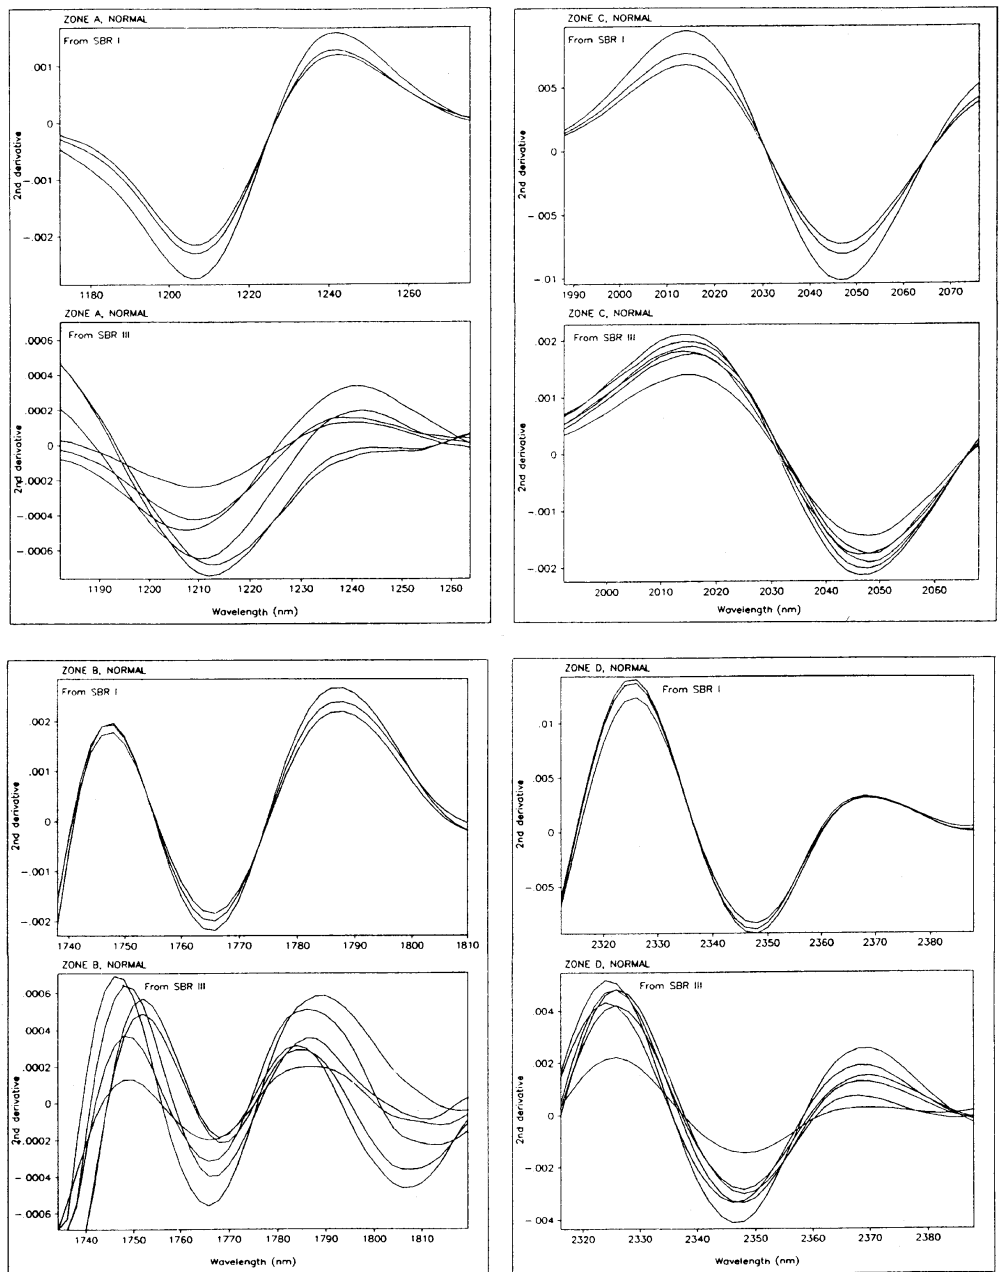 ZONE A, NORMAL
From SBR I
2nd derivative
.001
0
-.001
-.002
1180 1200 1220 1240 1260
ZONE A, NORMAL
From SBR III
2nd derivative
.0006
.0004
.0002
0
-.0002
-.0004
-.0006
1190 1200 1210 1220 1230 1240 1250 1260
Wavelength (nm)
ZONE C, NORMAL
From SBR I
2nd derivative
.005
0
-.005
-.01
1990 2000 2010 2020 2030 2040 2050 2060 2070
ZONE C, NORMAL
From SBR III
2nd derivative
.002
.001
0
-.001
-.002
2000 2010 2020 2030 2040 2050 2060
Wavelength (nm)
ZONE B, NORMAL
From SBR I
2nd derivative
.002
.001
0
-.001
-.002
1740 1750 1760 1770 1780 1790 1800 1810
ZONE B, NORMAL
From SBR III
2nd derivative
.0006
.0004
.0002
0
-.0002
-.0004
-.0006
1740 1750 1760 1770 1780 1790 1800 1810
Wavelength (nm)
ZONE D, NORMAL
From SBR I
2nd derivative
.01
.005
0
-.005
2320 2330 2340 2350 2360 2370 2380
ZONE D, NORMAL
From SBR III
2nd derivative
.004
.002
0
-.002
-.004
2320 2330 2340 2350 2360 2370 2380
Wavelength (nm)